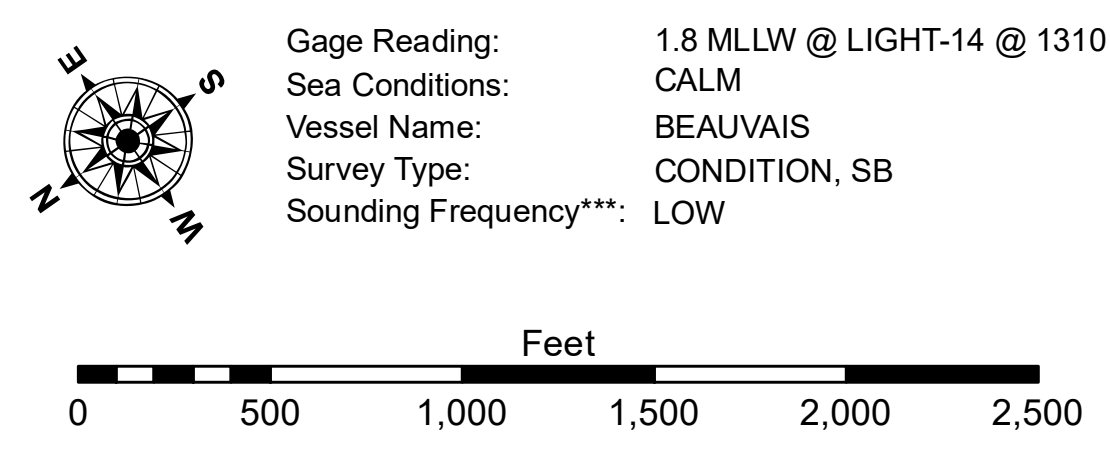 E
S
N
W
Gage Reading: 1.8 MLLW @ LIGHT-14 @ 1310
Sea Conditions: CALM
Vessel Name: BEAUVAIS
Survey Type: CONDITION, SB
Sounding Frequency***: LOW
Feet
0 500 1,000 1,500 2,000 2,500